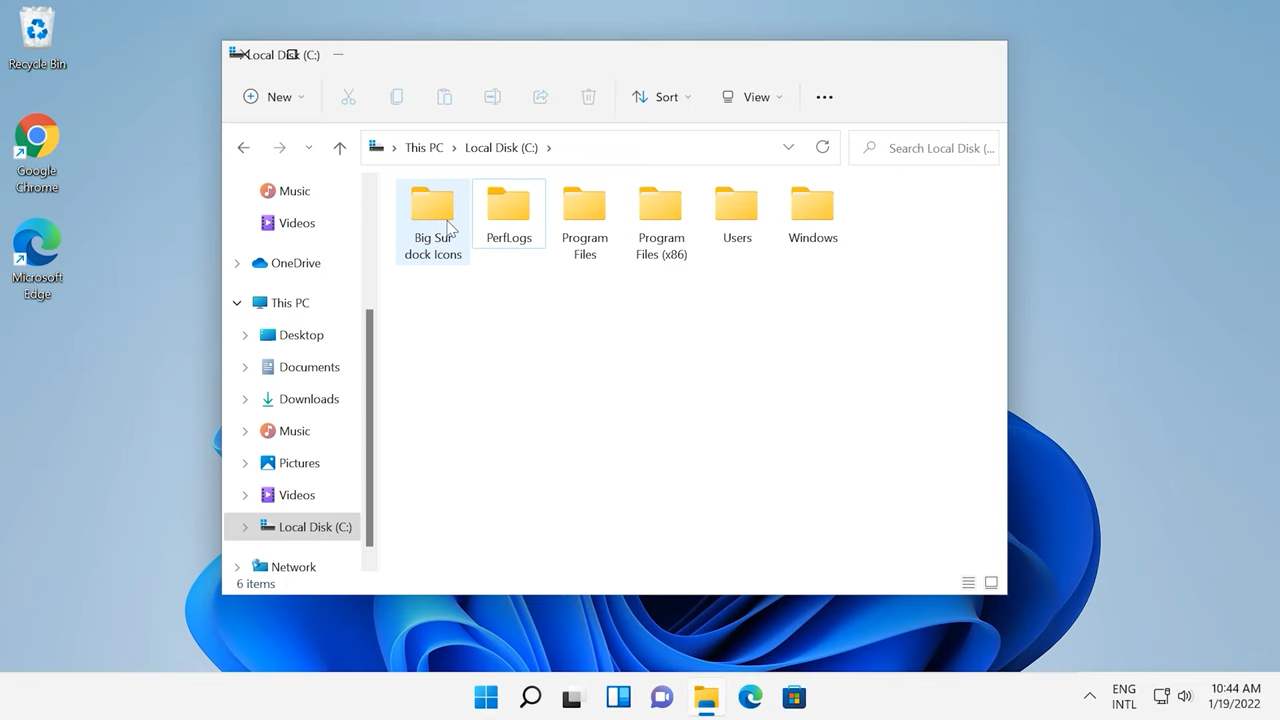 Recycle Bin
Google
Chrome
Microsoft
Edge
Local Disk (C:)
New
Sort
View
This PC
Local Disk (C:)
Search Local Disk (...
Music
Videos
OneDrive
This PC
Desktop
Documents
Downloads
Music
Pictures
Videos
Local Disk (C:)
Network
Big Sur
dock Icons
PerfLogs
Program
Files
Program
Files (x86)
Users
Windows
6 items
ENG
INTL
10:44 AM
1/19/2022